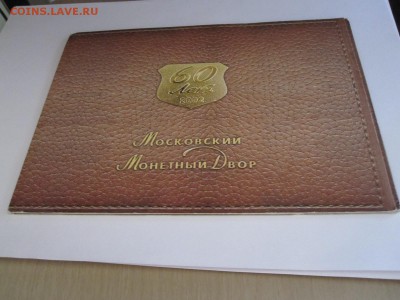 COINS.LAVE.RU
60
Лет
Московский
Монетный Двор